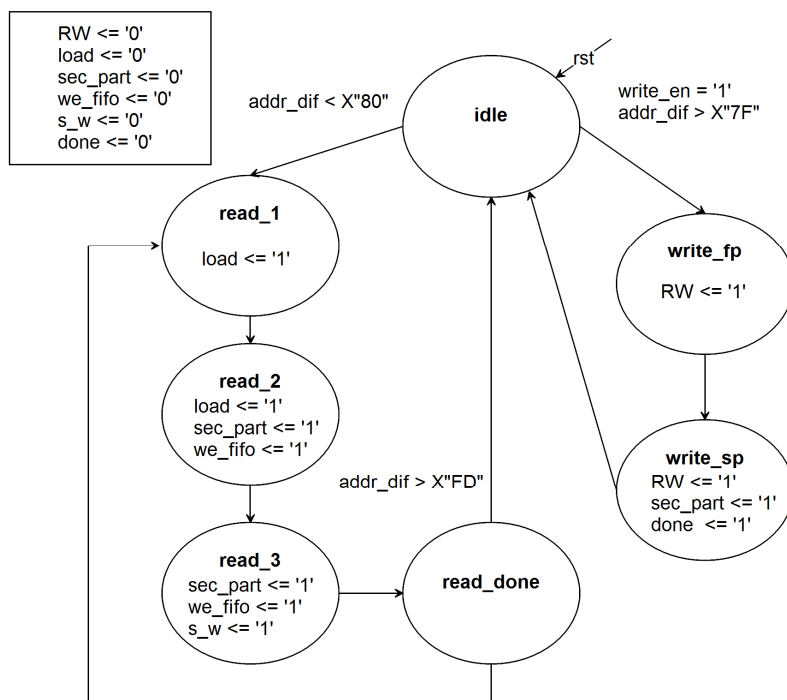 RW <= '0'
load <= '0'
sec_part <= '0'
we_fifo <= '0'
s_w <= '0'
done <= '0'
rst
addr_dif < X"80"
idle
write_en = '1'
addr_dif > X"7F"
read_1
load <= '1'
write_fp
RW <= '1'
read_2
load <= '1'
sec_part <= '1'
we_fifo <= '1'
addr_dif > X"FD"
write_sp
RW <= '1'
sec_part <= '1'
done <= '1'
read_3
sec_part <= '1'
we_fifo <= '1'
s_w <= '1'
read_done